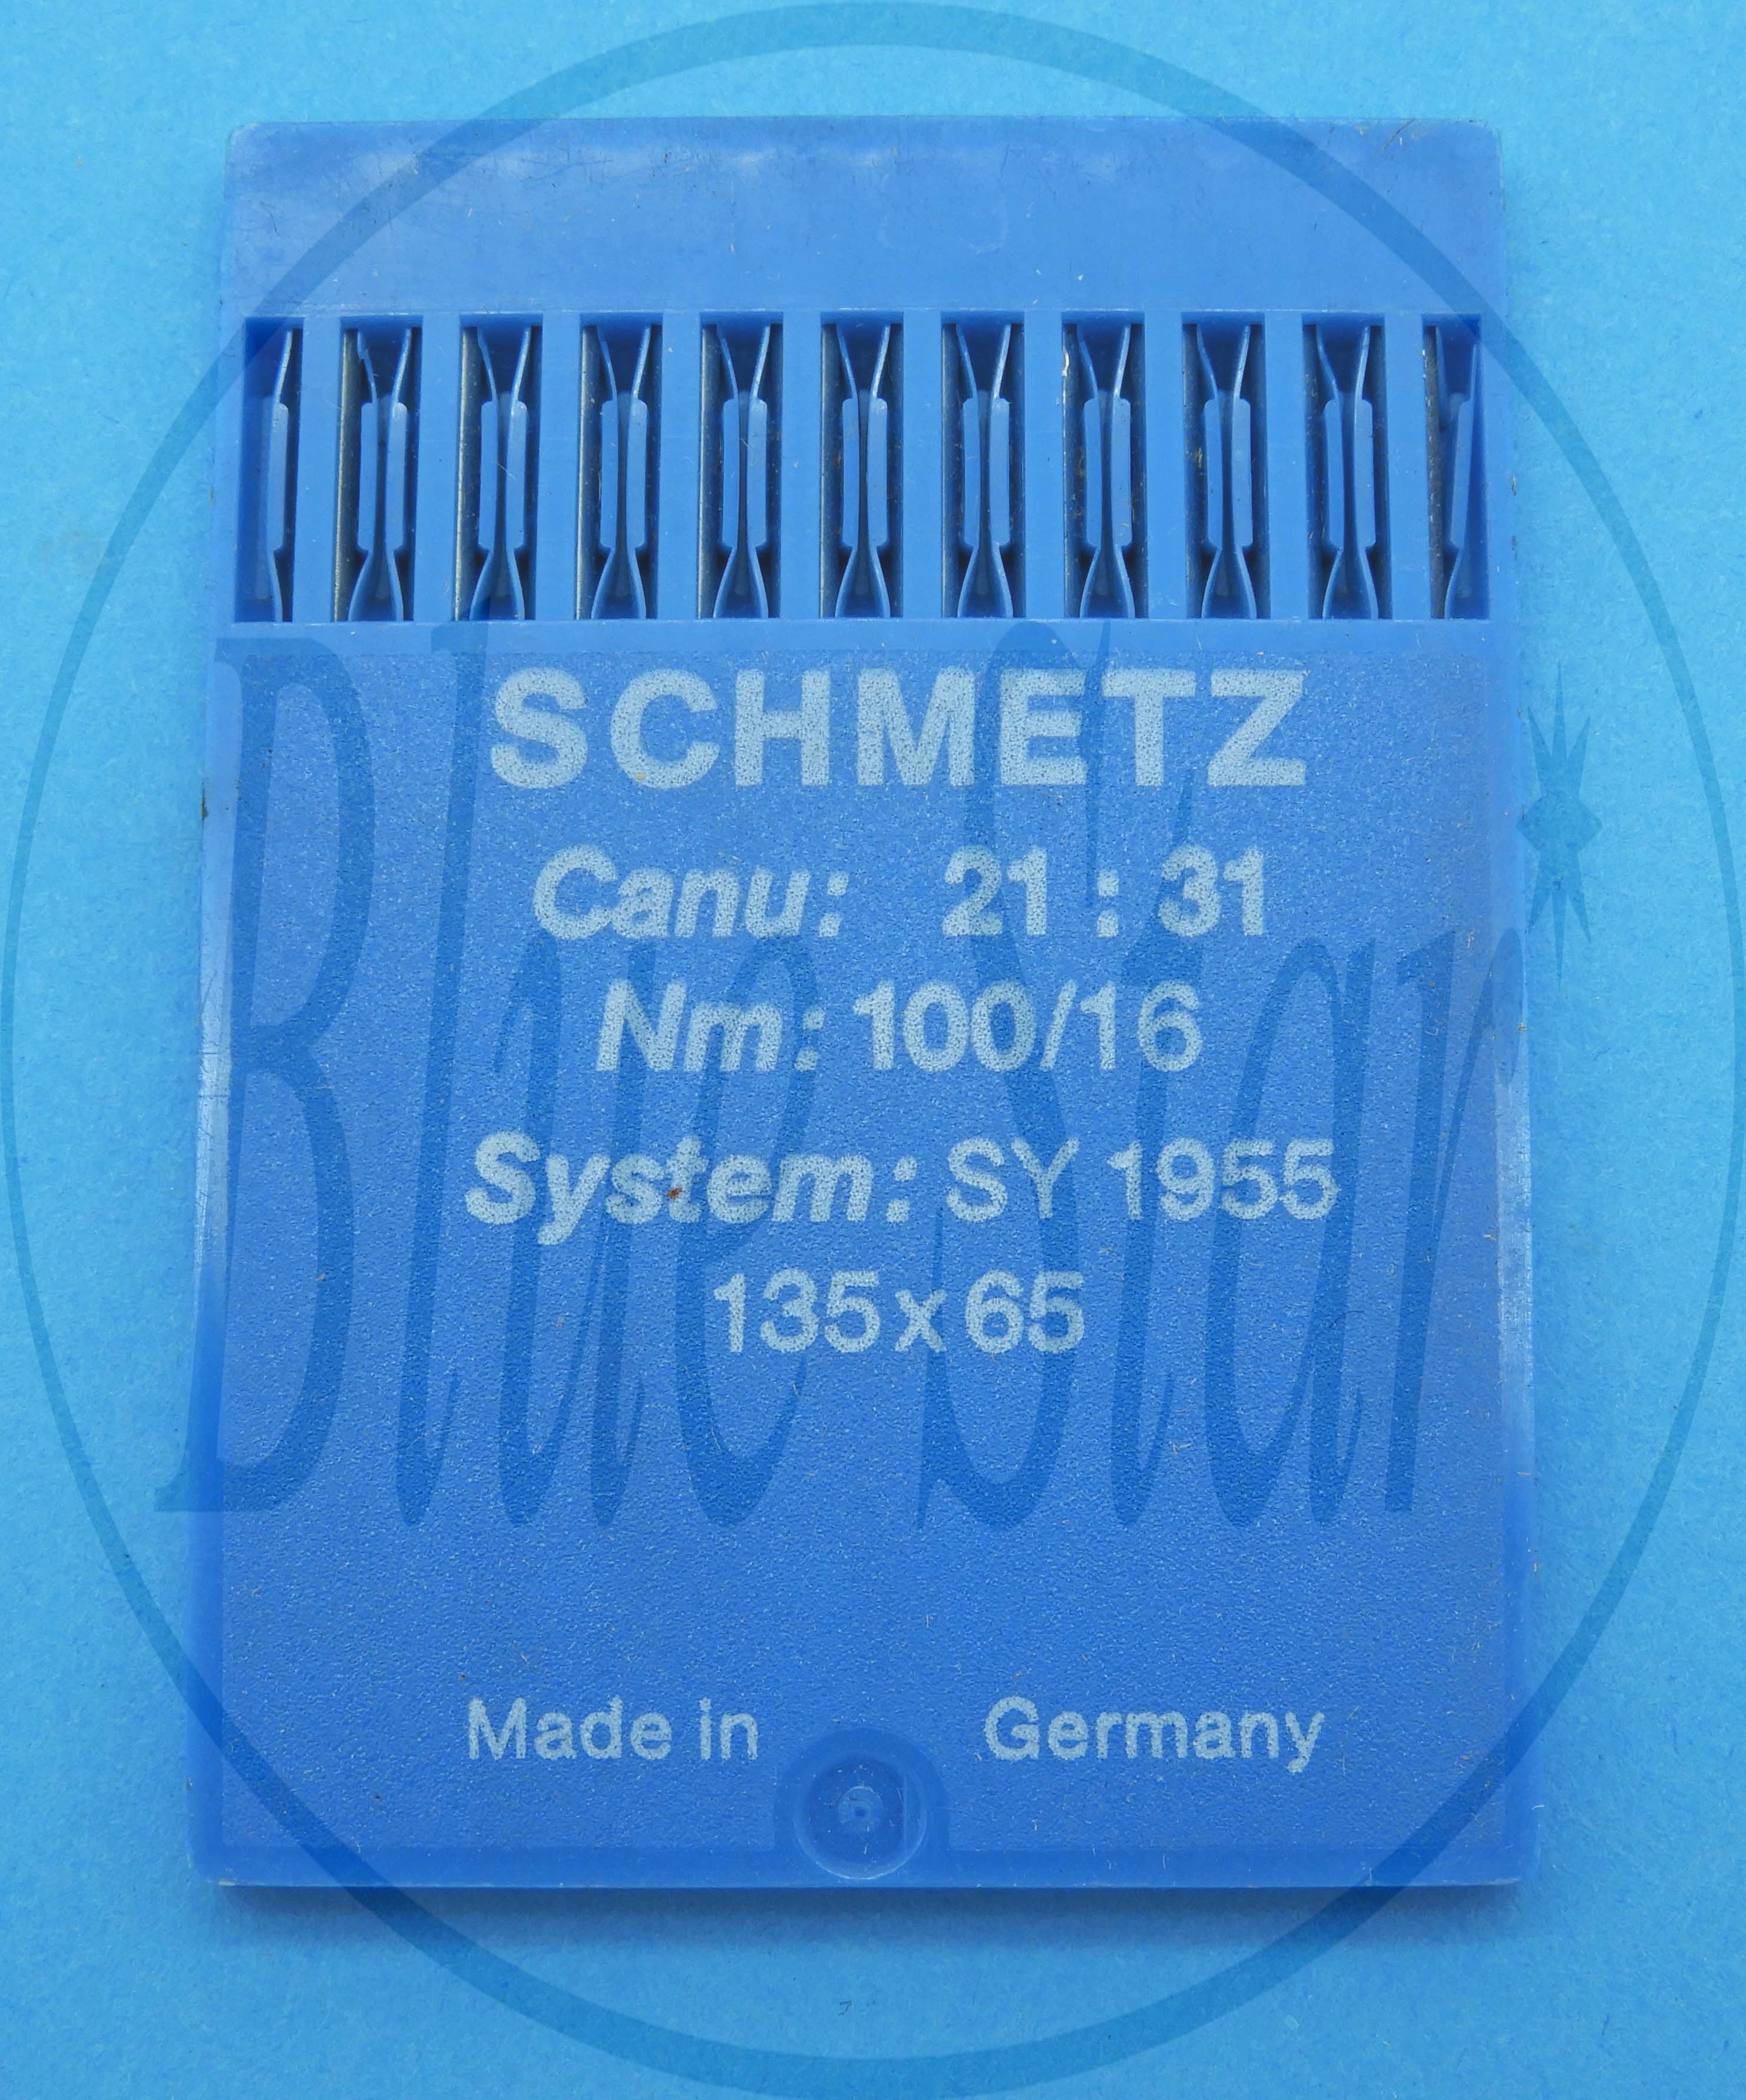 SCHMETZ
Canu: 21 : 31
Nm: 100/16
System: SY 1955
135x65
Made in Germany
Blue Star